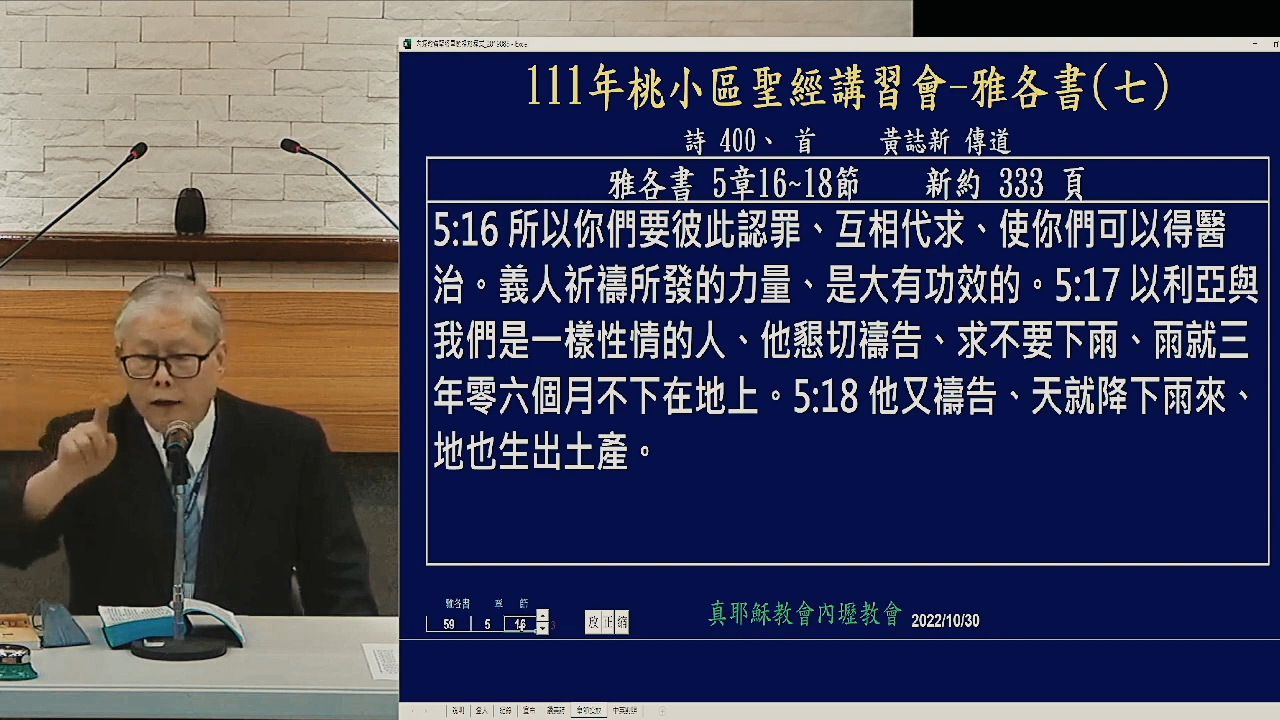 111年桃小區聖經講習會-雅各書(七)
詩 400、 首 黃誌新 傳道
雅各書 5章16~18節 新約 333 頁
5:16 所以你們要彼此認罪、互相代求、使你們可以得醫
治。義人祈禱所發的力量、是大有功效的。5:17 以利亞與
我們是一樣性情的人、他懇切禱告、求不要下雨、雨就三
年零六個月不下在地上。5:18 他又禱告、天就降下雨來、
地也生出土產。
雅各書 章 節
59 5 16
真耶穌教會內壢教會 2022/10/30